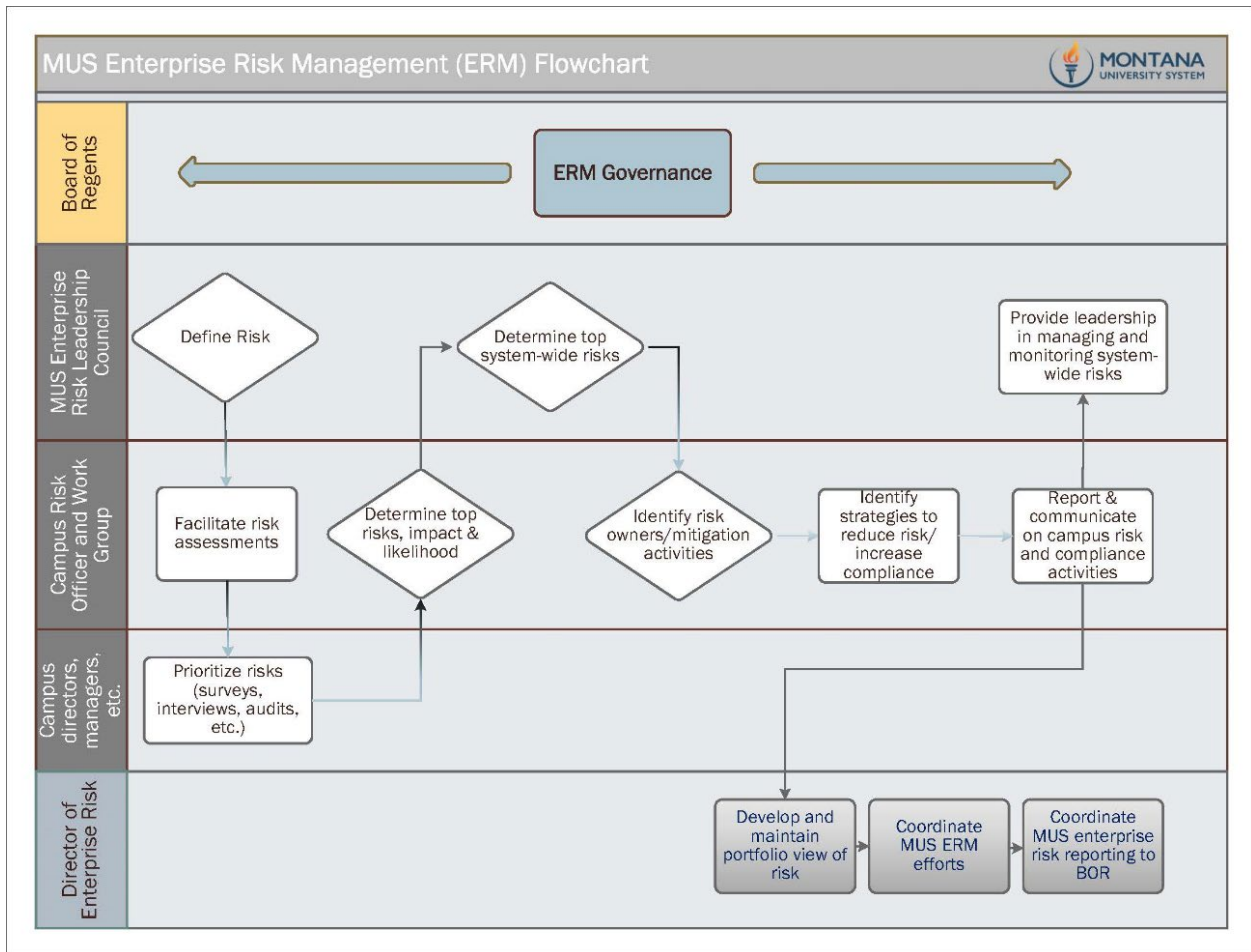 MUS Enterprise Risk Management (ERM) Flowchart
MONTANA
UNIVERSITY SYSTEM
Board of
Regents
ERM Governance
MUS Enterprise
Risk Leadership
Council
Define Risk
Determine top
system-wide risks
Provide leadership
in managing and
monitoring system-
wide risks
Campus Risk
Officer and Work
Group
Facilitate risk
assessments
Determine top
risks, impact &
likelihood
Identify risk
owners/mitigation
activities
Identify
strategies to
reduce risk/
increase
compliance
Report &
communicate
on campus risk
and compliance
activities
Campus
directors,
managers,
etc.
Prioritize risks
(surveys,
interviews, audits,
etc.)
Director of
Enterprise Risk
Develop and
maintain
portfolio view of
risk
Coordinate
MUS ERM
efforts
Coordinate
MUS enterprise
risk reporting to
BOR